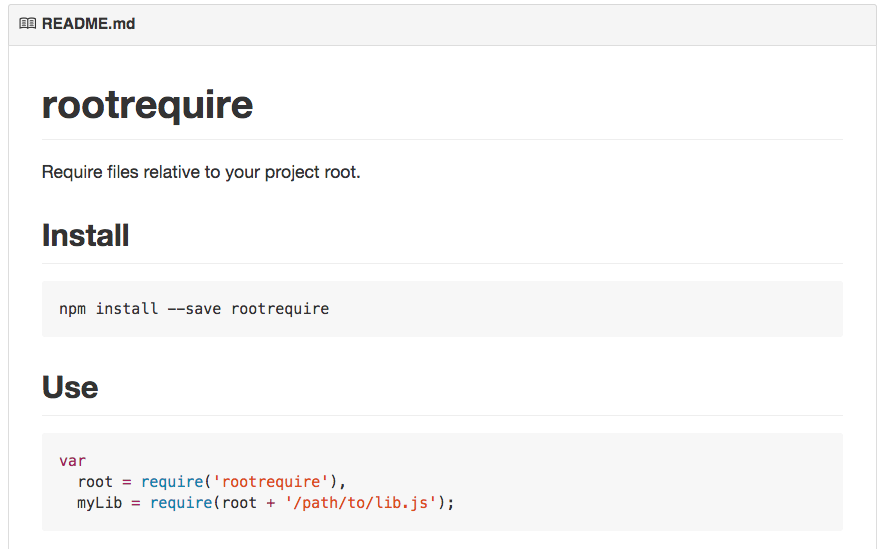 README.md
rootrequire
Require files relative to your project root.
Install
npm install --save rootrequire
Use
var
root = require('rootrequire'),
myLib = require(root + '/path/to/lib.js');